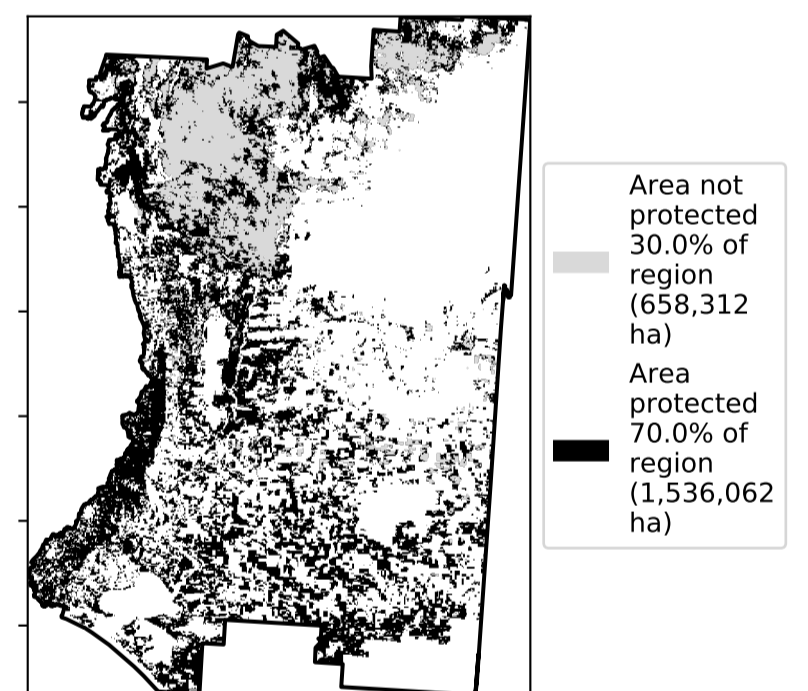 Area not
protected
30.0% of
region
(658,312
ha)
Area
protected
70.0% of
region
(1,536,062
ha)